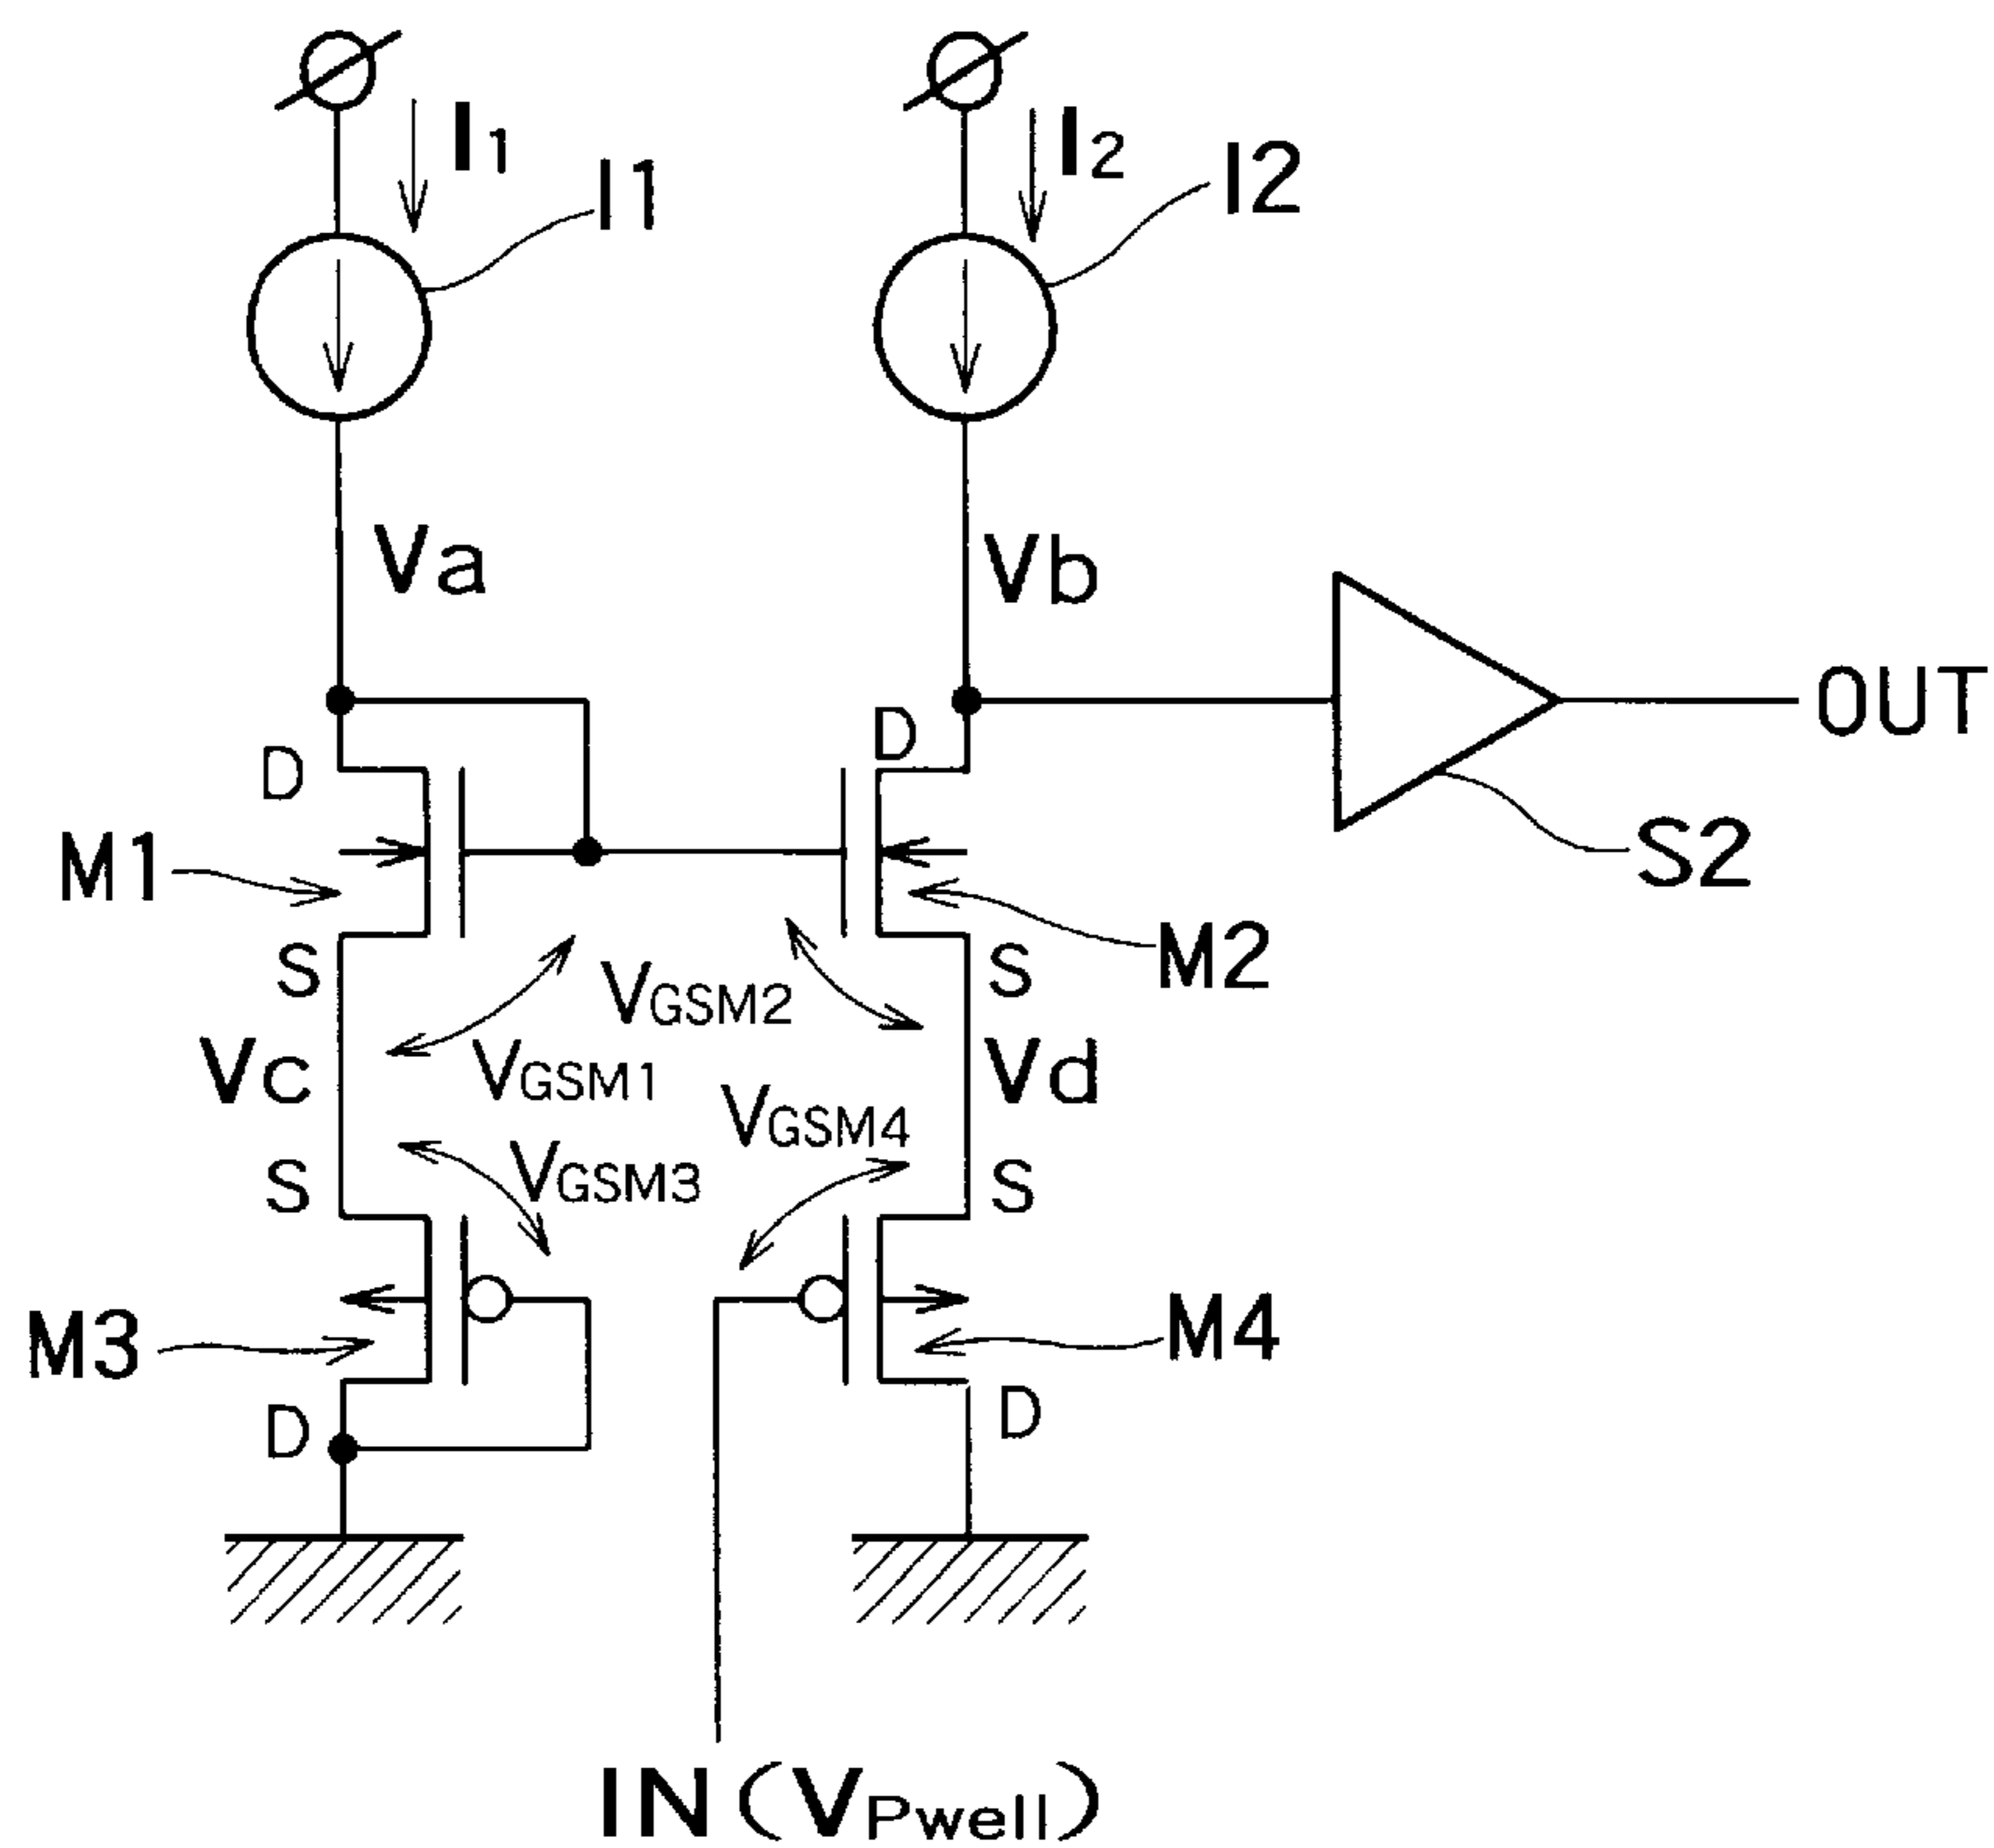 I1
I1
I2
I2
Va
Vb
D
D
OUT
M1
S2
S
VGSM2
S
M2
Vc
VGSM1
Vd
VGSM4
S
VGSM3
S
M3
M4
D
D
IN(VPwell)